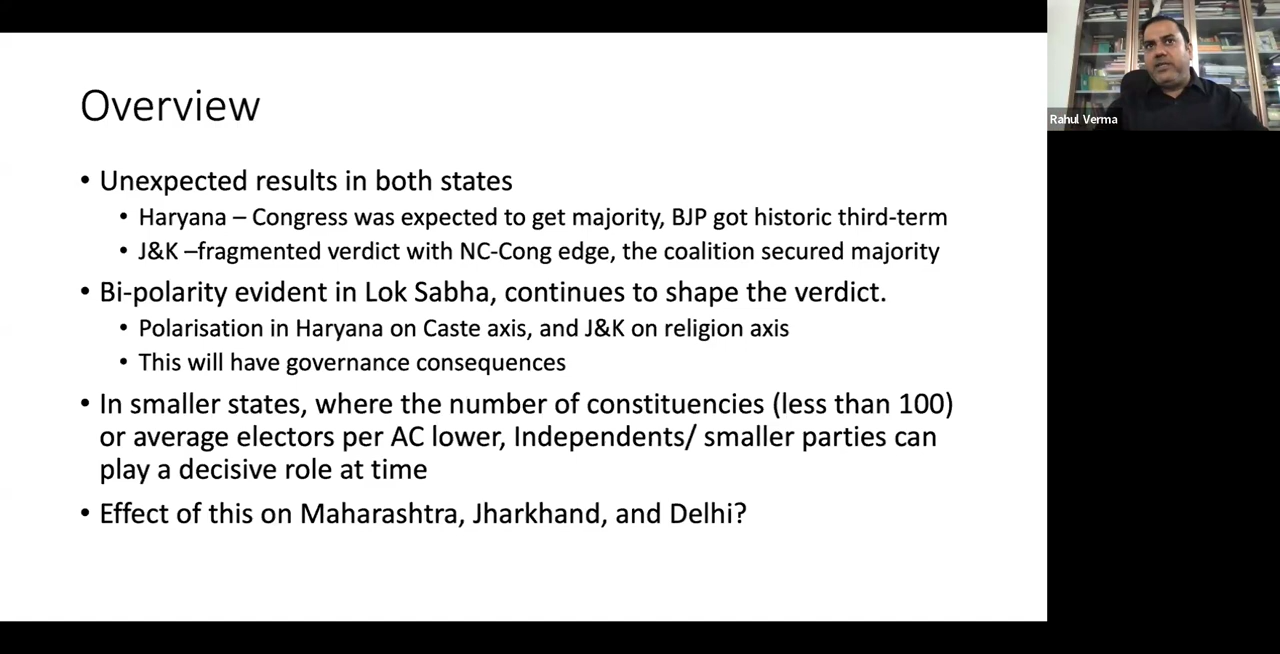 Overview
• Unexpected results in both states
• Haryana – Congress was expected to get majority, BJP got historic third-term
• J&K –fragmented verdict with NC-Cong edge, the coalition secured majority
• Bi-polarity evident in Lok Sabha, continues to shape the verdict.
• Polarisation in Haryana on Caste axis, and J&K on religion axis
• This will have governance consequences
• In smaller states, where the number of constituencies (less than 100)
or average electors per AC lower, Independents/ smaller parties can
play a decisive role at time
• Effect of this on Maharashtra, Jharkhand, and Delhi?
Rahul Verma